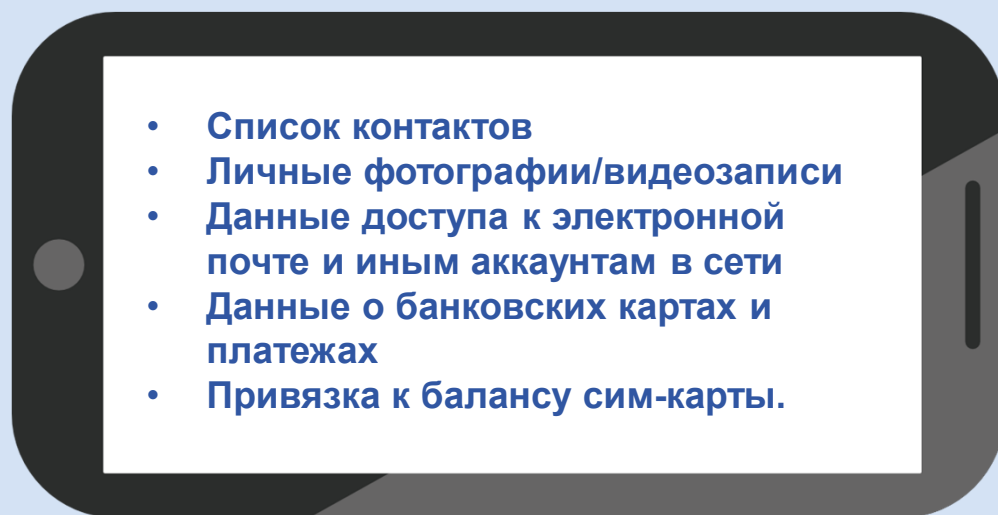 • Список контактов
• Личные фотографии/видеозаписи
• Данные доступа к электронной
почте и иным аккаунтам в сети
• Данные о банковских картах и
платежах
• Привязка к балансу сим-карты.